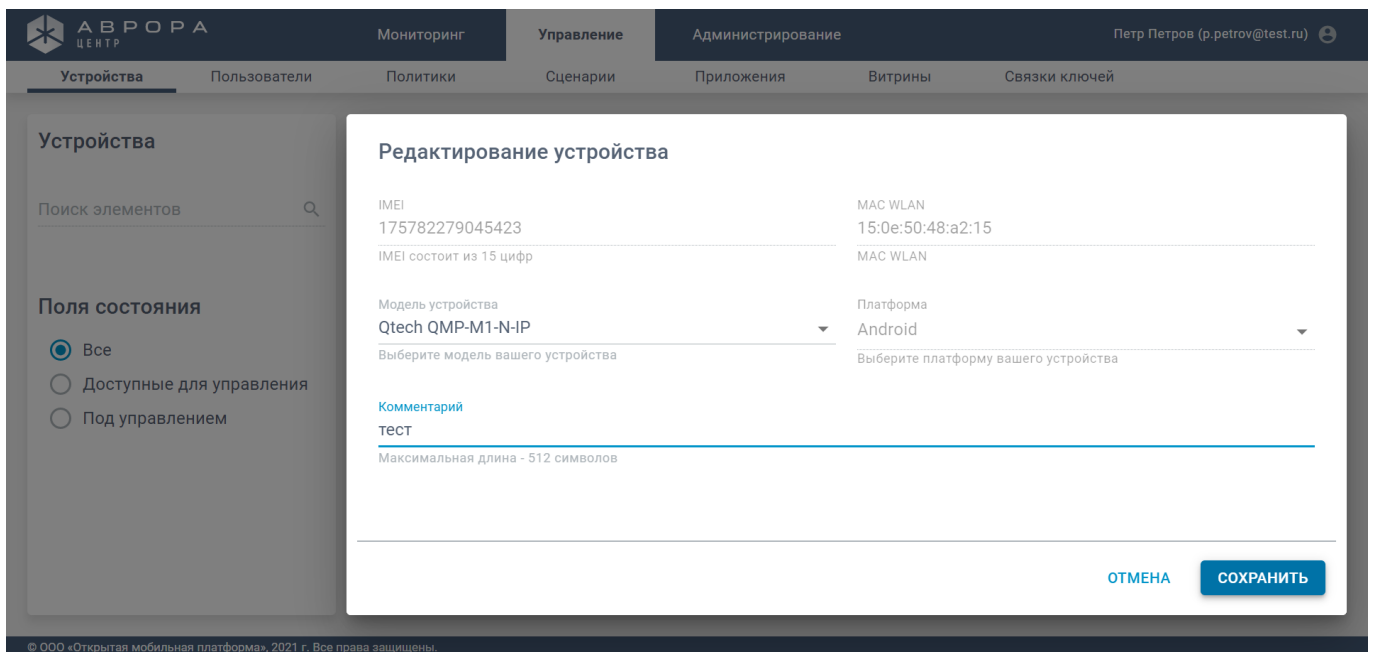 АВРОРА
ЦЕНТР
Мониторинг Управление Администрирование Петр Петров (p.petrov@test.ru)
Устройства Пользователи Политики Сценарии Приложения Витрины Связки ключей
Устройства
Поиск элементов
Поля состояния
Все
Доступные для управления
Под управлением
Редактирование устройства
IMEI
175782279045423
IMEI состоит из 15 цифр
MAC WLAN
15:0e:50:48:a2:15
MAC WLAN
Модель устройства
Qtech QMP-M1-N-IP
Выберите модель вашего устройства
Платформа
Android
Выберите платформу вашего устройства
Комментарий
тест
Максимальная длина - 512 символов
ОТМЕНА СОХРАНИТЬ
© ООО «Открытая мобильная платформа», 2021 г. Все права защищены.